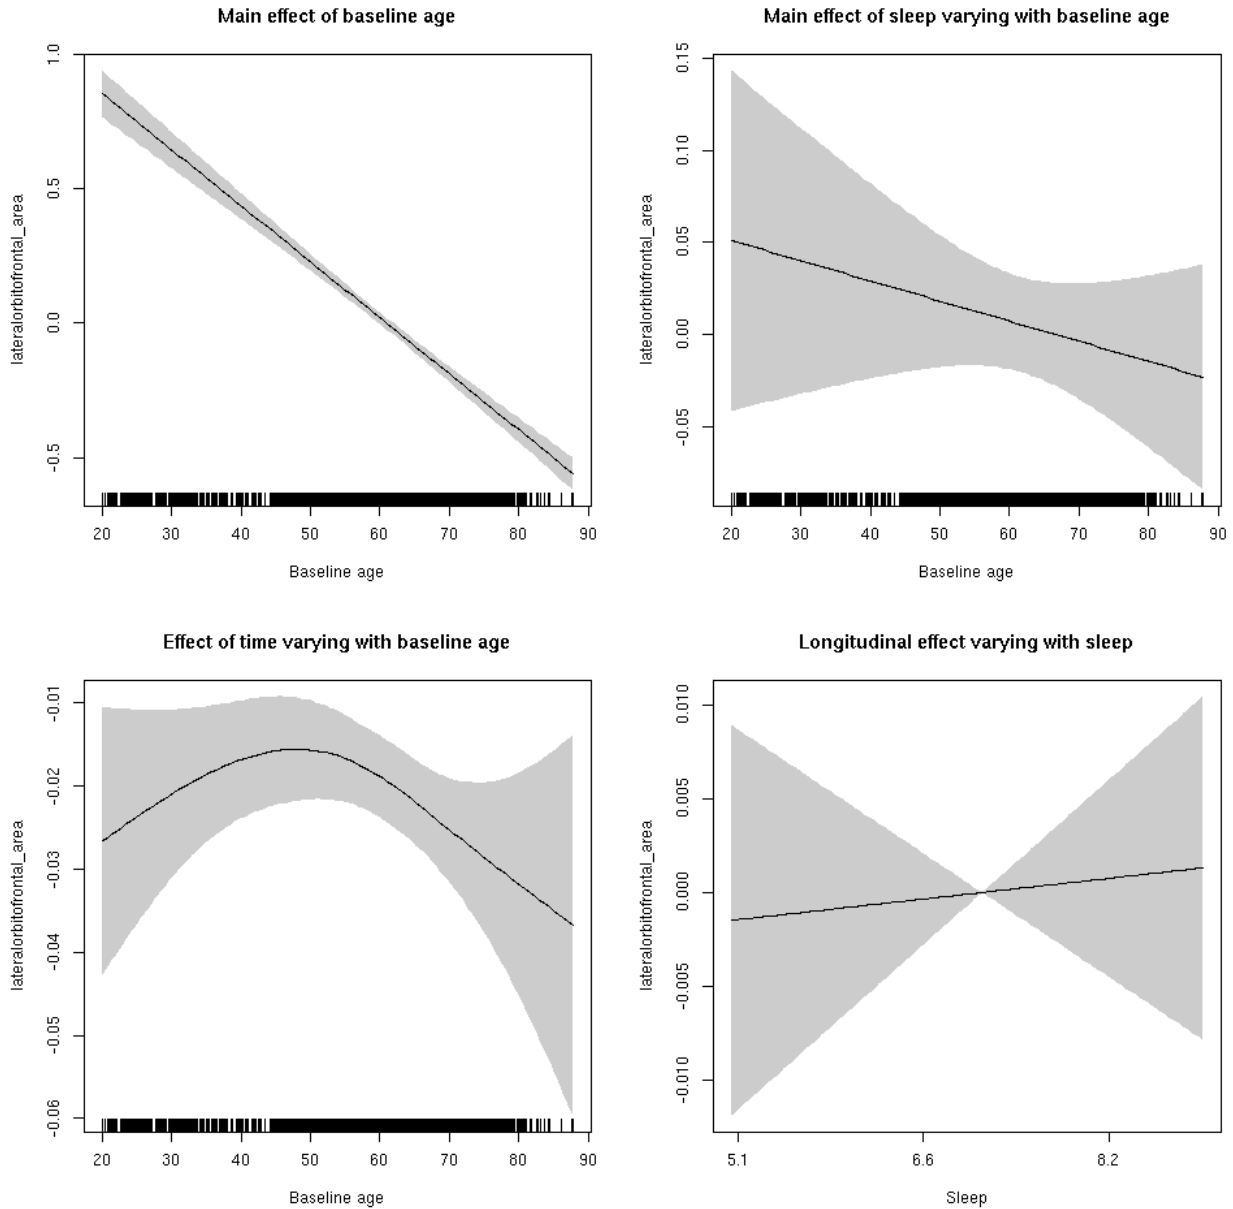 Main effect of baseline age
lateralorbitofrontal_area
1.0
0.5
0.0
-0.5
20 30 40 50 60 70 80 90
Baseline age
Main effect of sleep varying with baseline age
lateralorbitofrontal_area
0.15
0.10
0.05
0.00
-0.05
20 30 40 50 60 70 80 90
Baseline age
Effect of time varying with baseline age
lateralorbitofrontal_area
-0.01
-0.02
-0.03
-0.04
-0.05
-0.06
20 30 40 50 60 70 80 90
Baseline age
Longitudinal effect varying with sleep
lateralorbitofrontal_area
0.010
0.005
0.000
-0.005
-0.010
5.1 6.6 8.2
Sleep